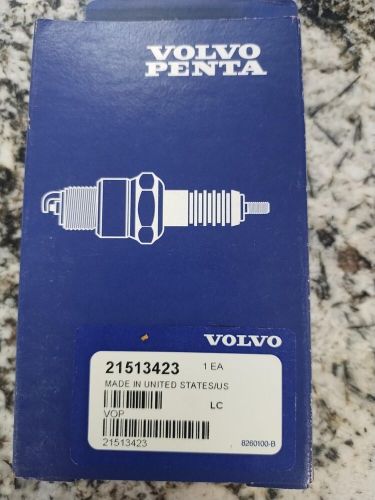 VOLVO
PENTA
VOLVO
21513423 1 EA
MADE IN UNITED STATES/US
LC
VOP
21513423 8260100-B